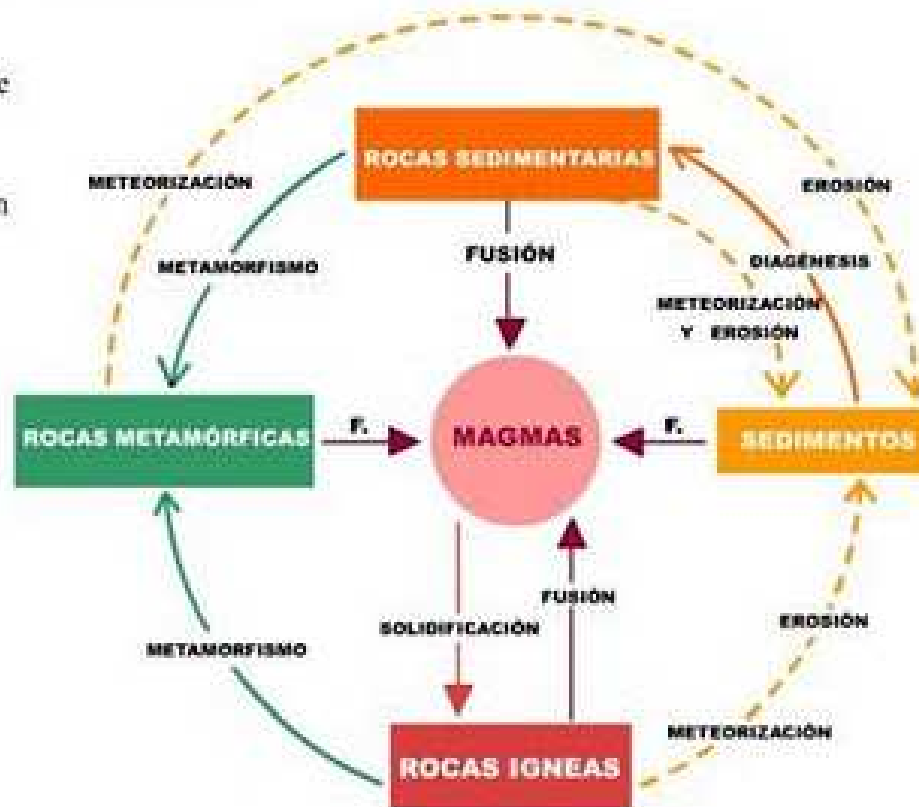 ROCAS SEDIMENTARIAS
METEORIZACIÓN
EROSIÓN
METAMORFISMO
FUSIÓN
DIAGÉNESIS
METEORIZACIÓN
Y EROSIÓN
ROCAS METAMÓRFICAS
F.
MAGMAS
F.
SEDIMENTOS
SOLIDIFICACIÓN
FUSIÓN
EROSIÓN
METAMORFISMO
METEORIZACIÓN
ROCAS IGNEAS